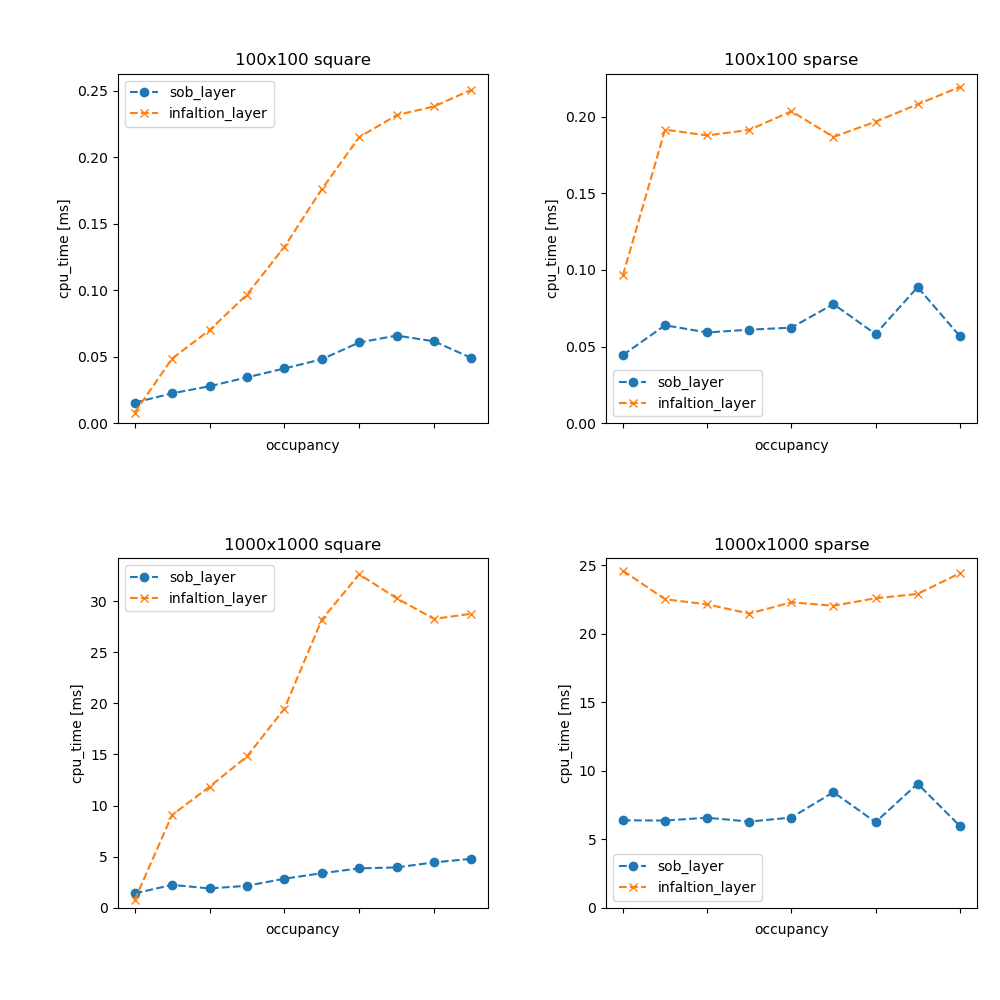 100x100 square
sob_layer
infaltion_layer
0.25
0.20
0.15
0.10
0.05
0.00
cpu_time [ms]
occupancy
100x100 sparse
0.20
0.15
0.10
0.05
0.00
cpu_time [ms]
sob_layer
infaltion_layer
occupancy
1000x1000 square
sob_layer
infaltion_layer
30
25
20
15
10
5
0
cpu_time [ms]
occupancy
1000x1000 sparse
25
20
15
10
5
0
cpu_time [ms]
sob_layer
infaltion_layer
occupancy